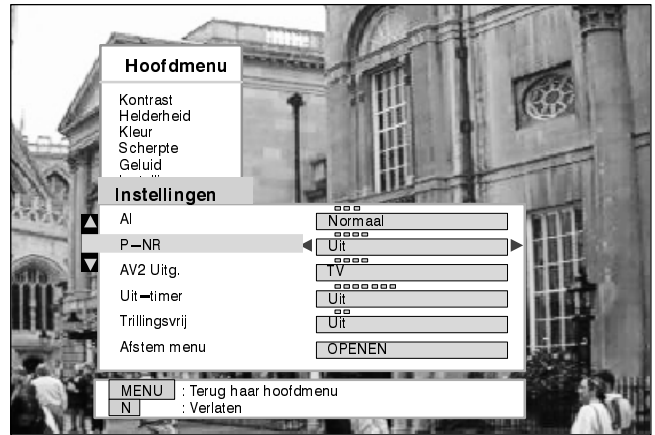 Hoofdmenu
Kontrast
Helderheid
Kleur
Scherpte
Geluid
Instellingen
AI Normaal
P-NR Uit
AV2 Uitg. TV
Uit-timer Uit
Trillingsvrij Uit
Afstem menu OPENEN
MENU : Terug haar hoofdmenu
N : Verlaten